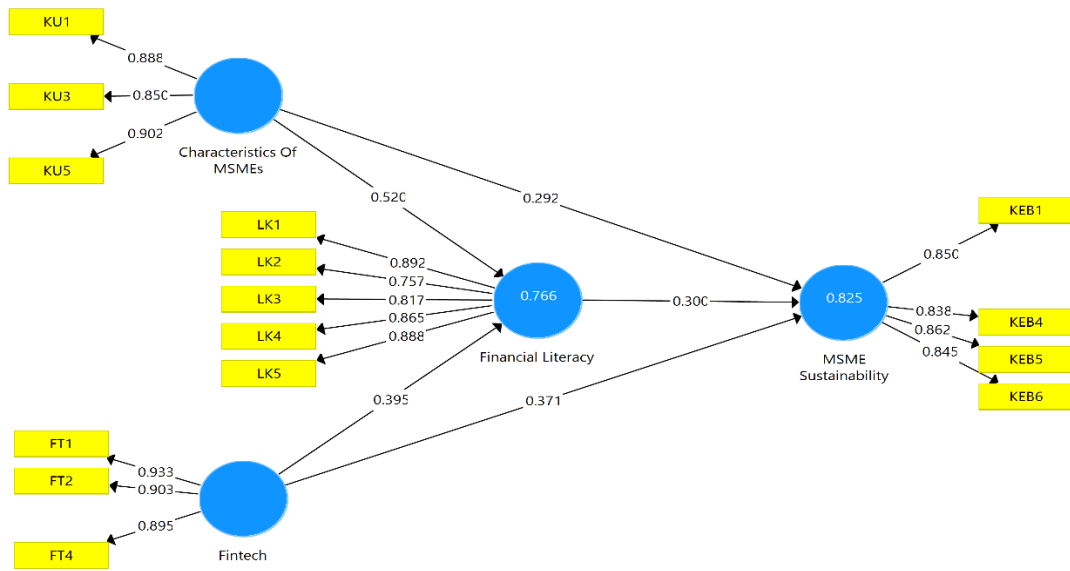 KU1
0.888
KU3
0.850
KU5
0.902
Characteristics Of
MSMEs
0.520
0.292
LK1
0.892
LK2
0.757
LK3
0.817
LK4
0.865
LK5
0.888
0.766
Financial Literacy
0.300
0.825
MSME
Sustainability
KEB1
0.850
KEB4
0.838
KEB5
0.862
KEB6
0.845
0.395
0.371
FT1
0.933
FT2
0.903
FT4
0.895
Fintech